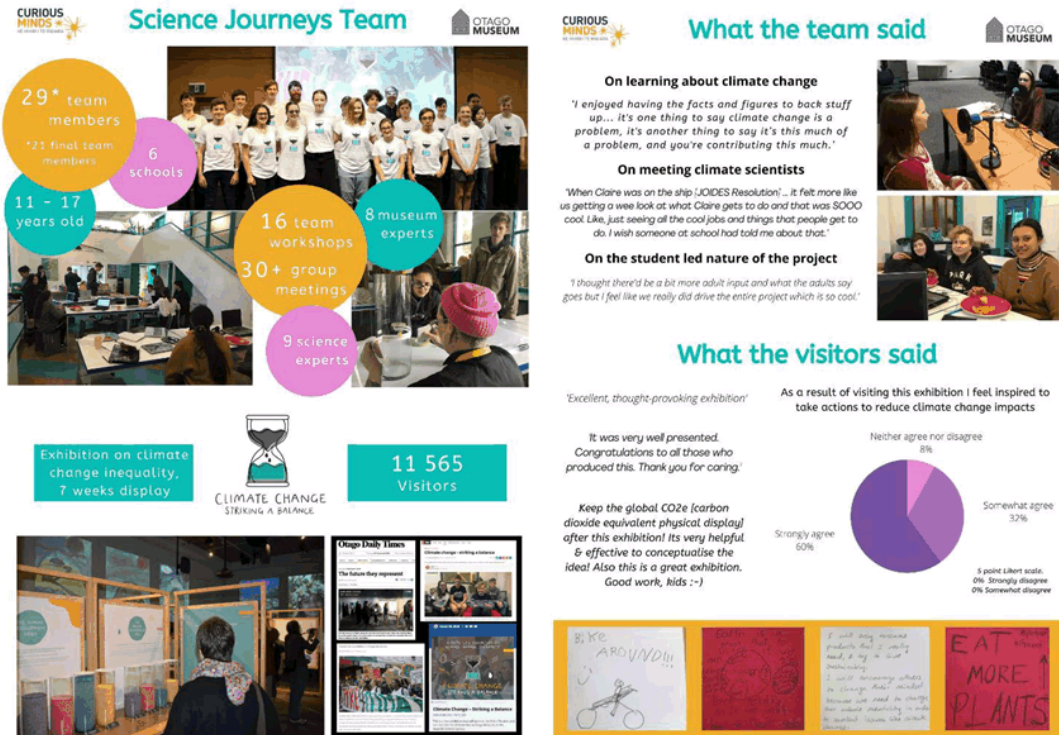 CURIOUS
MINDS
Science Journeys Team
OTAGO
MUSEUM
29* team
members
*21 final team
members
6
schools
11 - 17
years old
16 team
workshops
30+ group
meetings
8 museum
experts
9 science
experts
Exhibition on climate
change inequality,
7 weeks display
CLIMATE CHANGE
STRIKING A BALANCE
11 565
Visitors
Otago Daily Times
The future they represent
Climate change - striking a balance
Climate Change – Striking a Balance
CURIOUS
MINDS
What the team said
OTAGO
MUSEUM
On learning about climate change
'I enjoyed having the facts and figures to back stuff
up... it's one thing to say climate change is a
problem, it's another thing to say it's this much of
a problem, and you're contributing this much.'
On meeting climate scientists
'When Claire was on the ship [JOIDES Resolution] ... it felt more like
us getting a wee look at what Claire gets to do and that was SOOO
cool. Like, just seeing all the cool jobs and things that people get to
do. I wish someone at school had told me about that.'
On the student led nature of the project
'I thought there'd be a bit more adult input and what the adults say
goes but I feel like we really did drive the entire project which is so cool.'
What the visitors said
'Excellent, thought-provoking exhibition'
'It was very well presented.
Congratulations to all those who
produced this. Thank you for caring.'
Keep the global CO2e [carbon
dioxide equivalent physical display]
after this exhibition! Its very helpful
& effective to conceptualise the
idea! Also this is a great exhibition.
Good work, kids :-)
As a result of visiting this exhibition I feel inspired to
take actions to reduce climate change impacts
Neither agree nor disagree
8%
Somewhat agree
32%
Strongly agree
60%
5 point Likert scale.
0% Strongly disagree
0% Somewhat disagree
BIKE
AROUND!!!
EAT
MORE
PLANTS